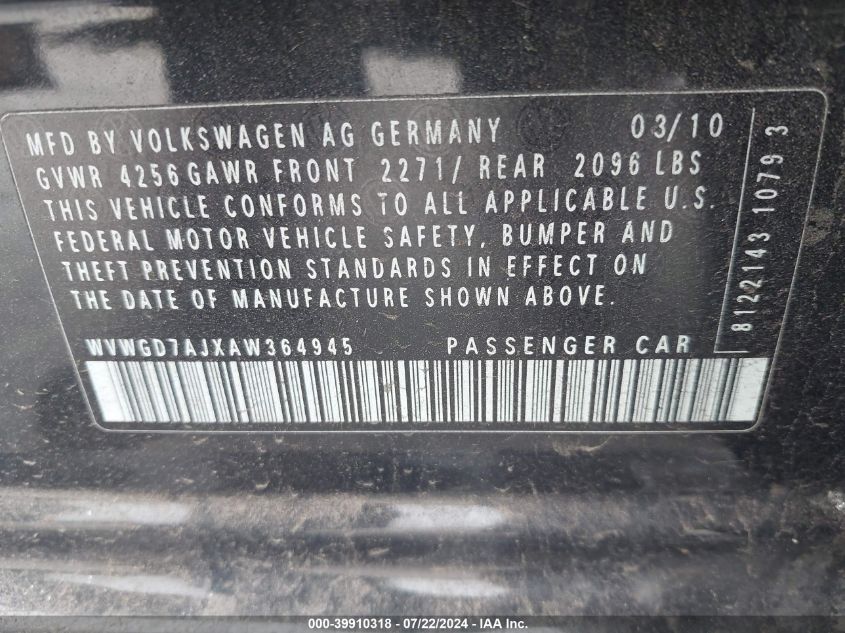 MFD BY VOLKSWAGEN AG GERMANY 03/10
GVWR 4256 GAWR FRONT 2271/ REAR 2096 LBS
THIS VEHICLE CONFORMS TO ALL APPLICABLE U.S.
FEDERAL MOTOR VEHICLE SAFETY, BUMPER AND
THEFT PREVENTION STANDARDS IN EFFECT ON
THE DATE OF MANUFACTURE SHOWN ABOVE.
WVWGD7AJXAW364945 PASSENGER CAR
8122143 1079 3
000-39910318 - 07/22/2024 - IAA Inc.